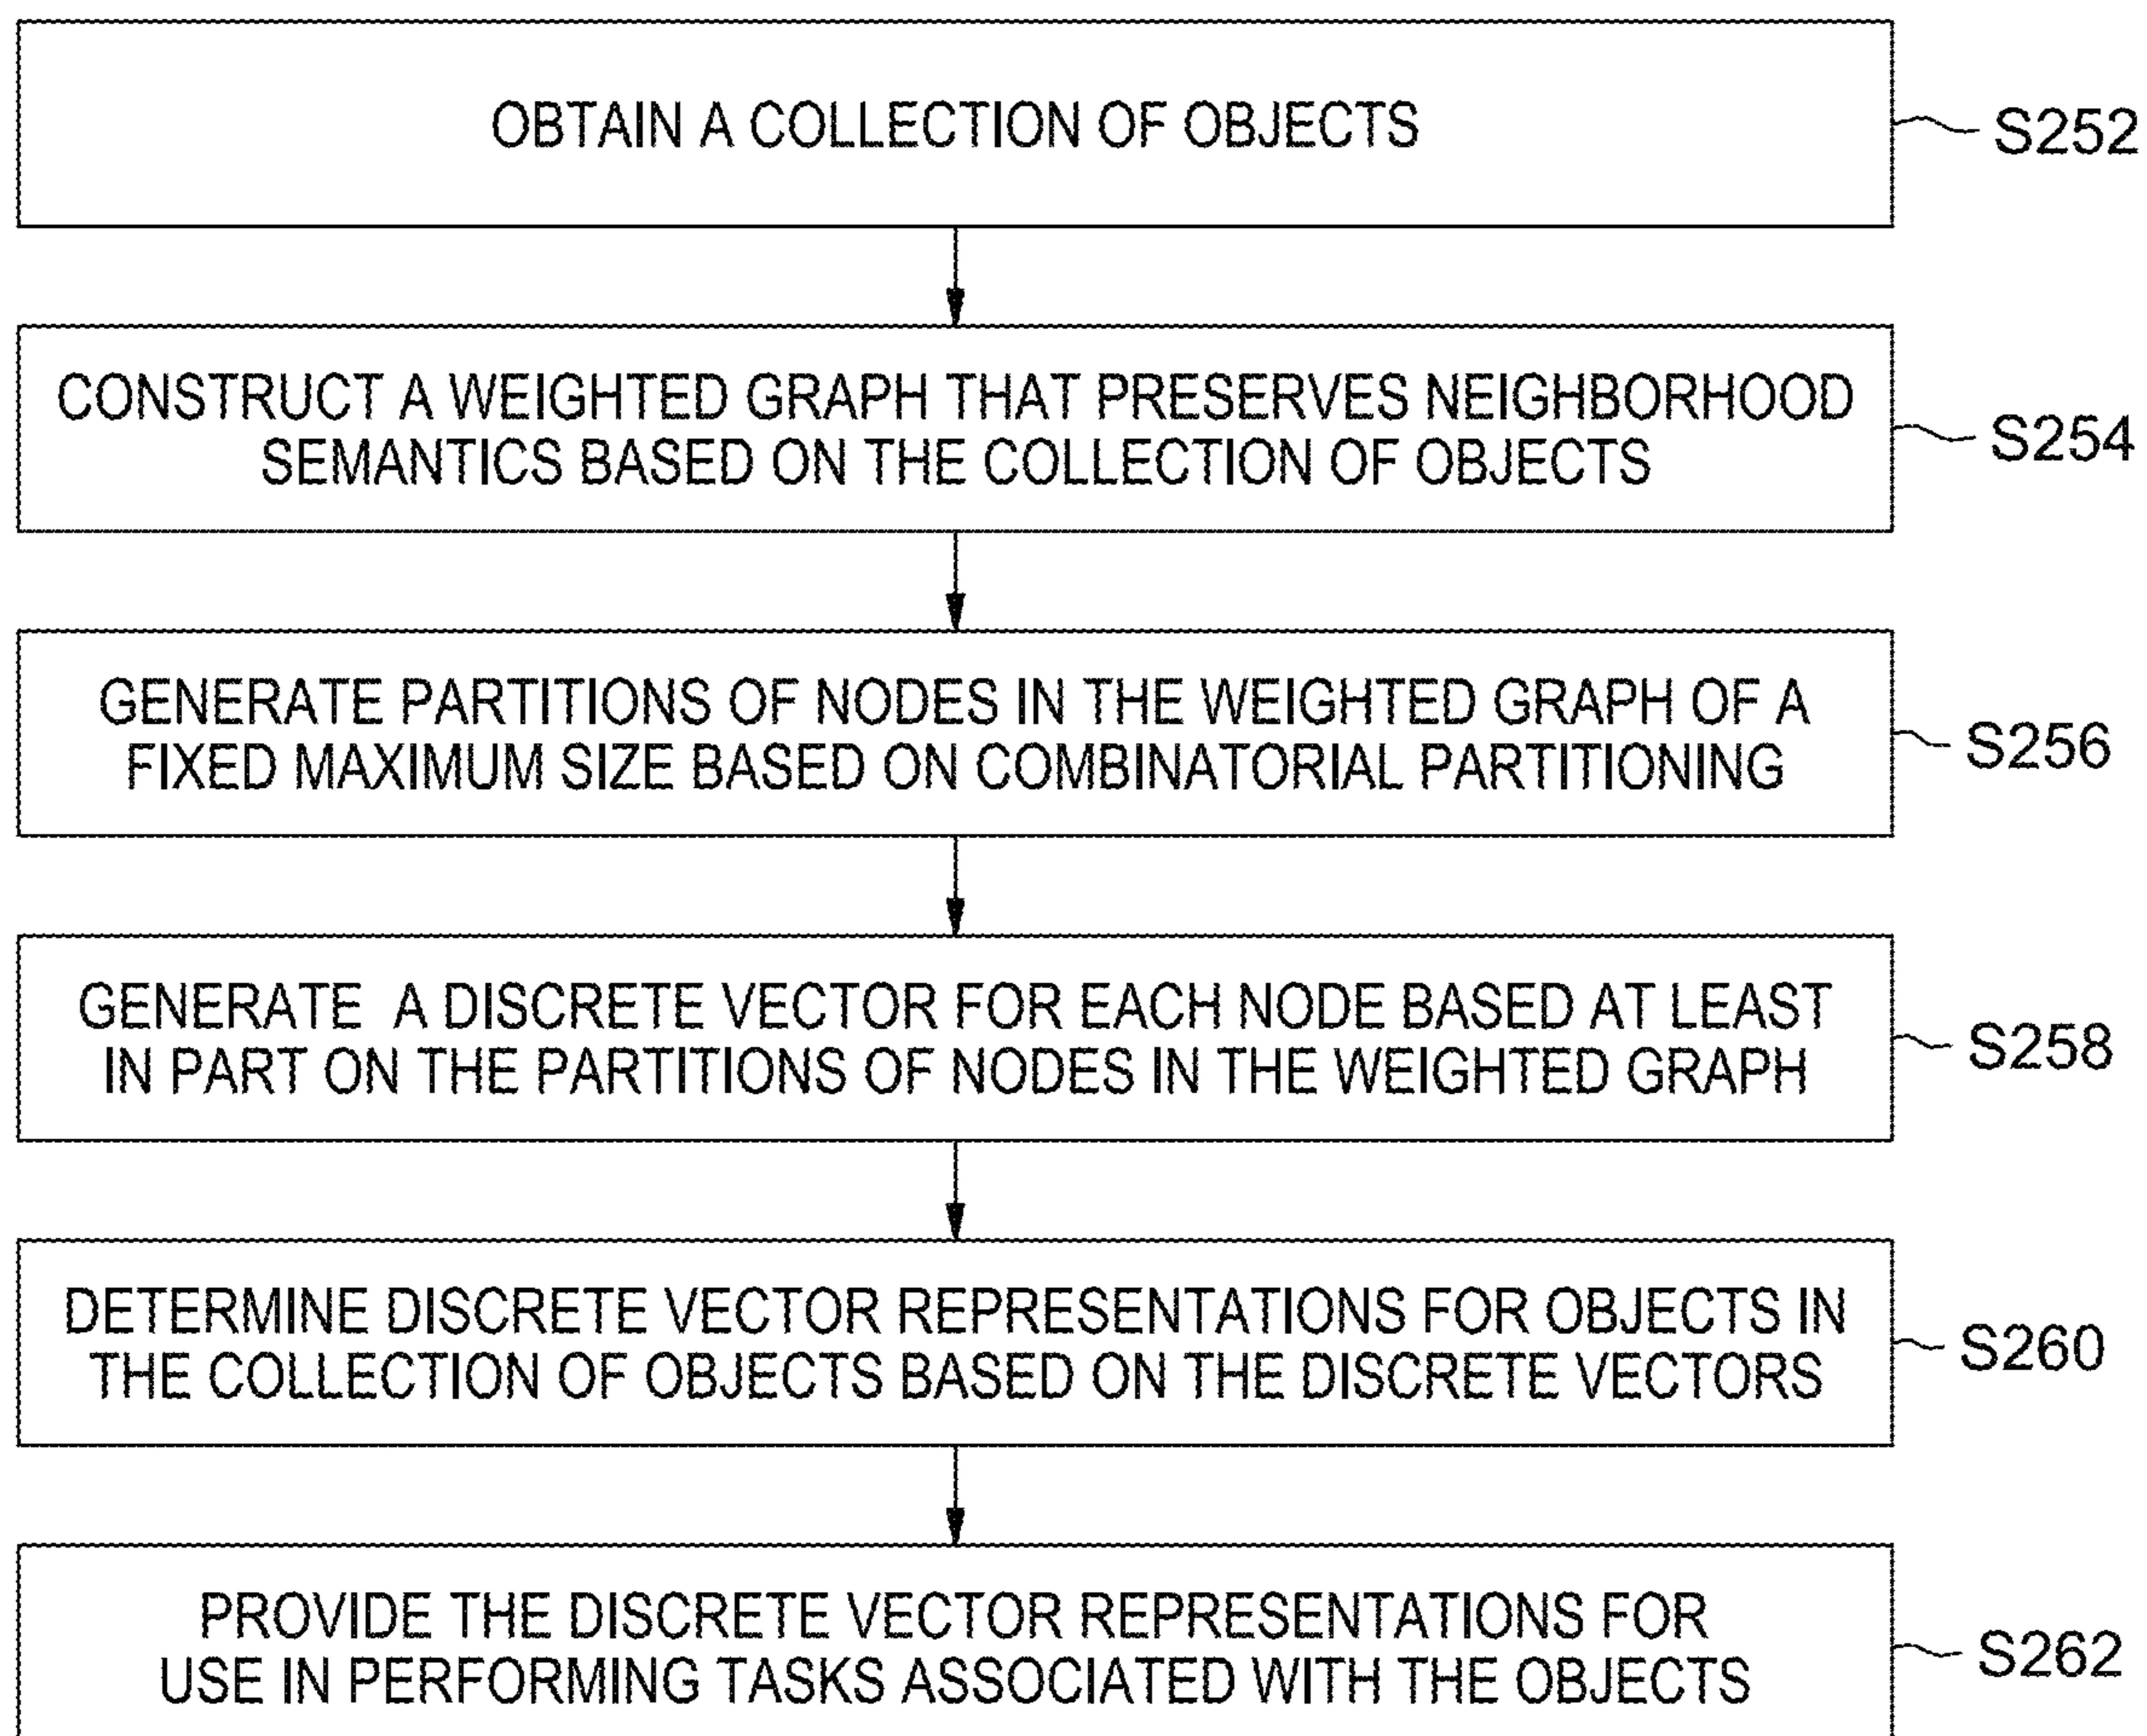 OBTAIN A COLLECTION OF OBJECTS
S252
CONSTRUCT A WEIGHTED GRAPH THAT PRESERVES NEIGHBORHOOD
SEMANTICS BASED ON THE COLLECTION OF OBJECTS
S254
GENERATE PARTITIONS OF NODES IN THE WEIGHTED GRAPH OF A
FIXED MAXIMUM SIZE BASED ON COMBINATORIAL PARTITIONING
S256
GENERATE A DISCRETE VECTOR FOR EACH NODE BASED AT LEAST
IN PART ON THE PARTITIONS OF NODES IN THE WEIGHTED GRAPH
S258
DETERMINE DISCRETE VECTOR REPRESENTATIONS FOR OBJECTS IN
THE COLLECTION OF OBJECTS BASED ON THE DISCRETE VECTORS
S260
PROVIDE THE DISCRETE VECTOR REPRESENTATIONS FOR
USE IN PERFORMING TASKS ASSOCIATED WITH THE OBJECTS
S262